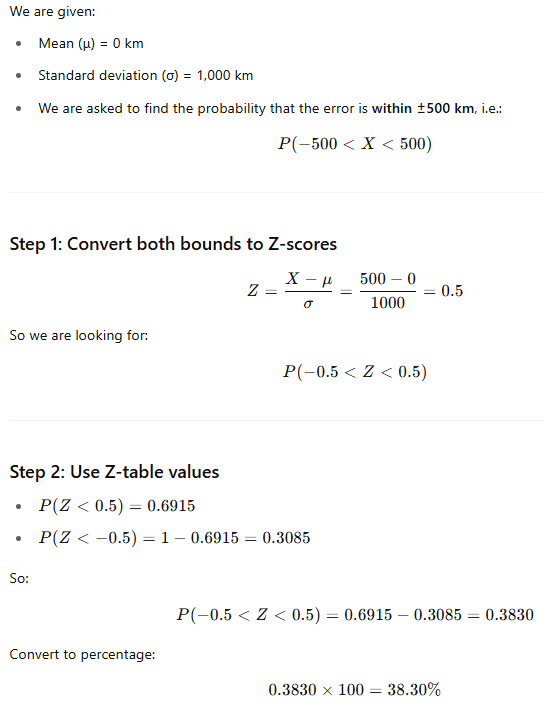 We are given:
• Mean (μ) = 0 km
• Standard deviation (σ) = 1,000 km
• We are asked to find the probability that the error is within ±500 km, i.e.:
P(−500 < X < 500)
Step 1: Convert both bounds to Z-scores
Z = \frac{X − μ}{σ} = \frac{500 − 0}{1000} = 0.5
So we are looking for:
P(−0.5 < Z < 0.5)
Step 2: Use Z-table values
• P(Z < 0.5) = 0.6915
• P(Z < −0.5) = 1 − 0.6915 = 0.3085
So:
P(−0.5 < Z < 0.5) = 0.6915 − 0.3085 = 0.3830
Convert to percentage:
0.3830 × 100 = 38.30%